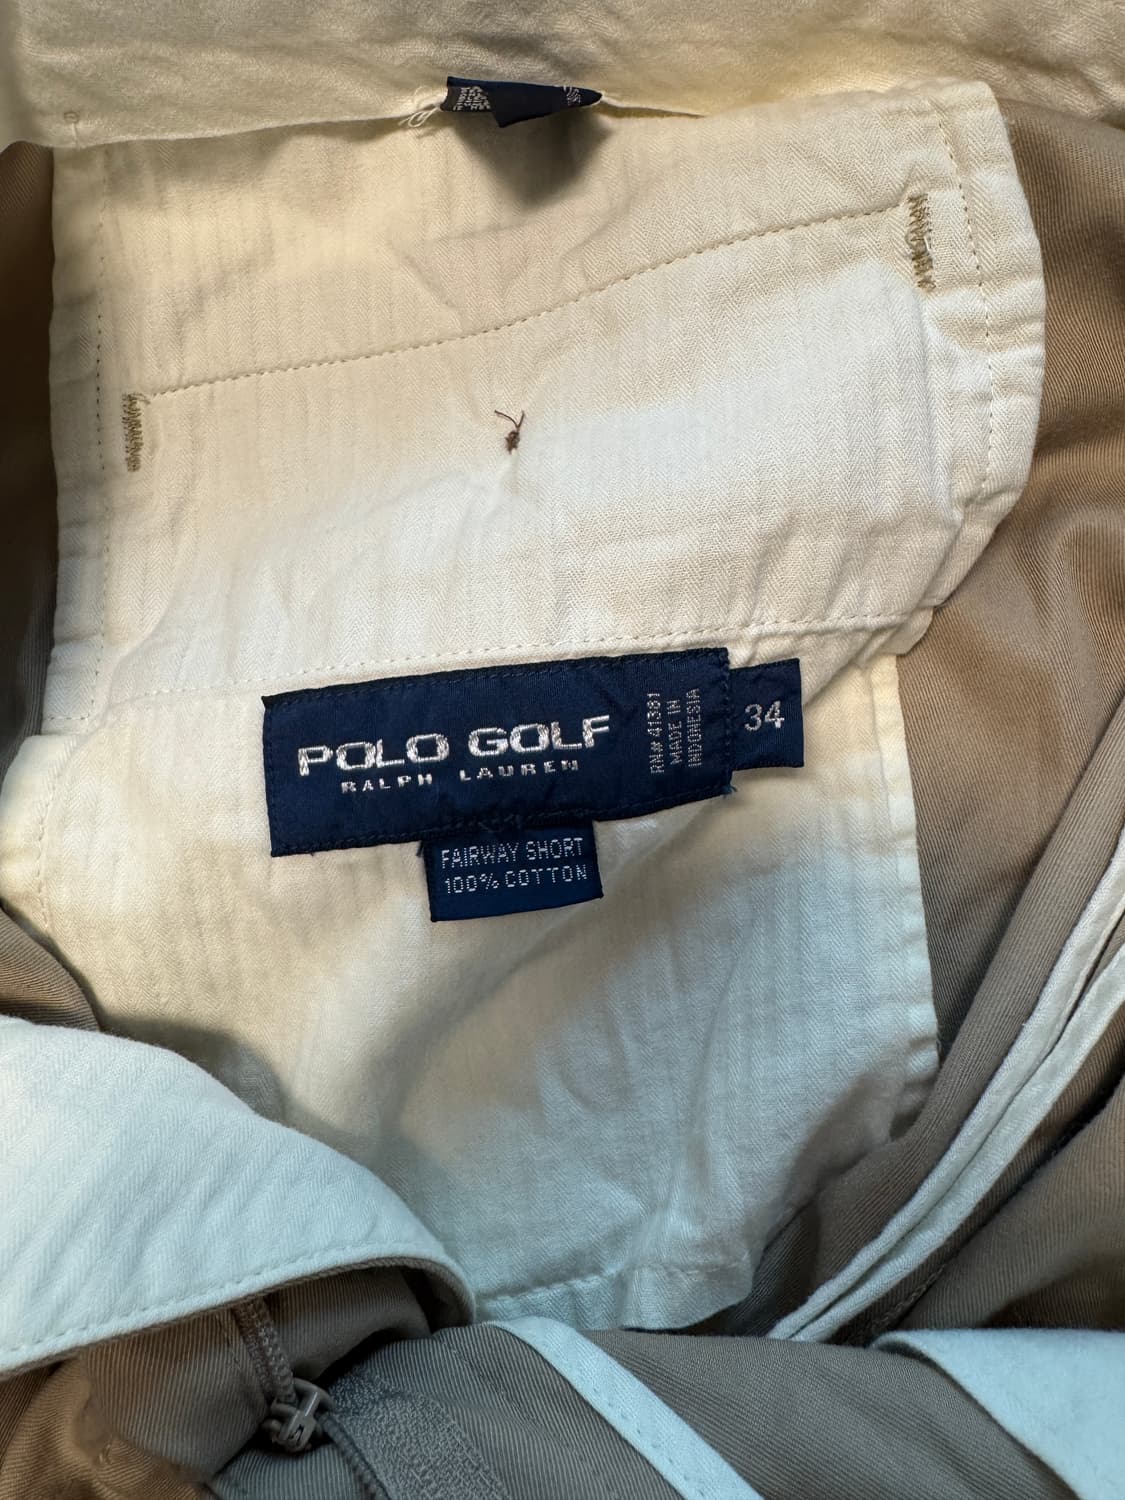 POLO GOLF
RALPH LAUREN
RN# 41381
MADE IN
INDONESIA
34
FAIRWAY SHORT
100% COTTON